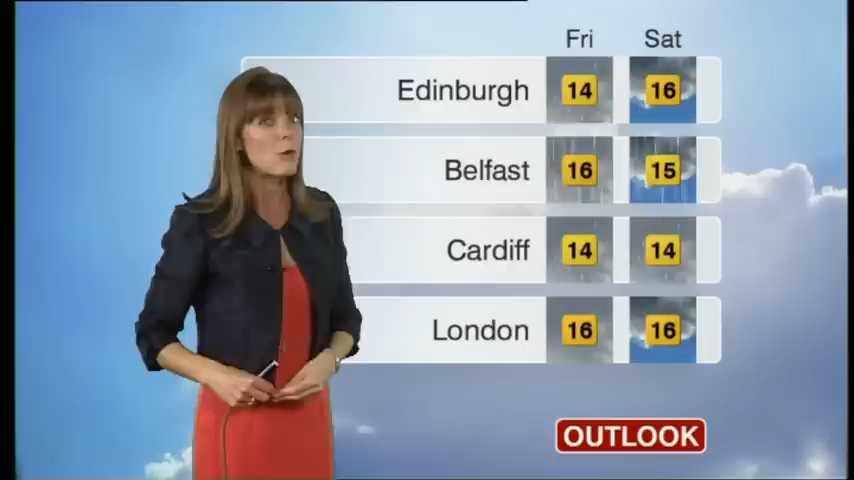 Fri Sat
Edinburgh 14 16
Belfast 16 15
Cardiff 14 14
London 16 16
OUTLOOK